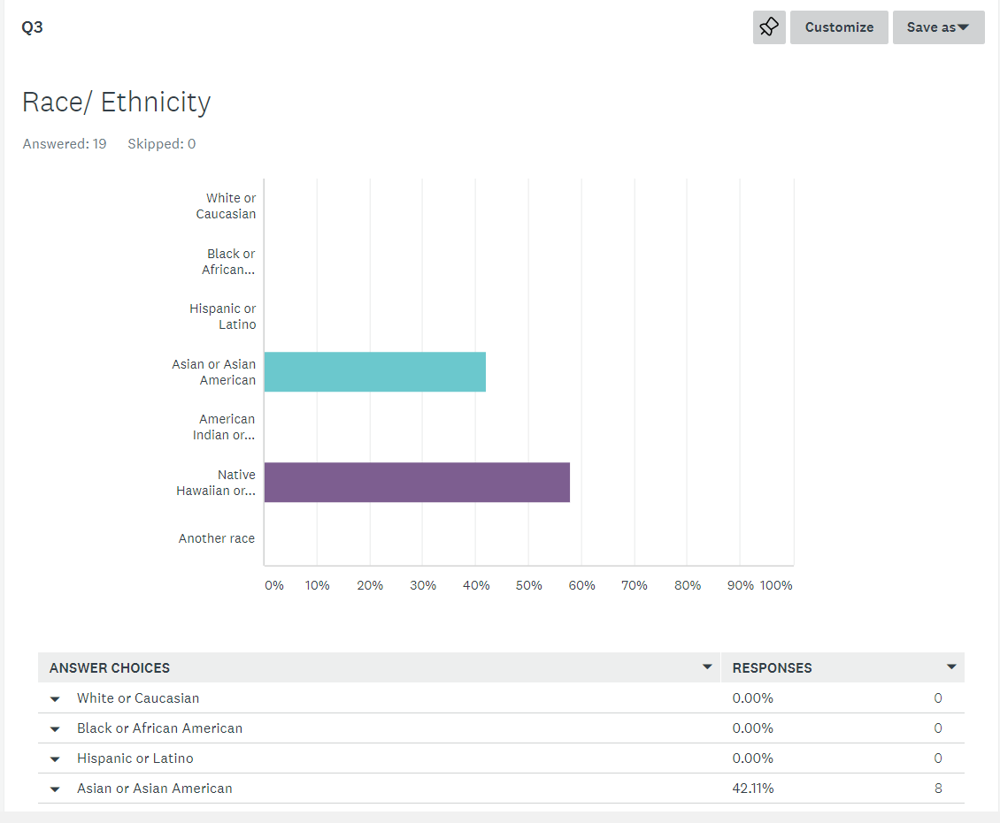 Q3
Customize
Save as
Race/ Ethnicity
Answered: 19 Skipped: 0
White or
Caucasian
Black or
African...
Hispanic or
Latino
Asian or Asian
American
American
Indian or...
Native
Hawaiian or...
Another race
0% 10% 20% 30% 40% 50% 60% 70% 80% 90% 100%
ANSWER CHOICES RESPONSES
White or Caucasian 0.00% 0
Black or African American 0.00% 0
Hispanic or Latino 0.00% 0
Asian or Asian American 42.11% 8